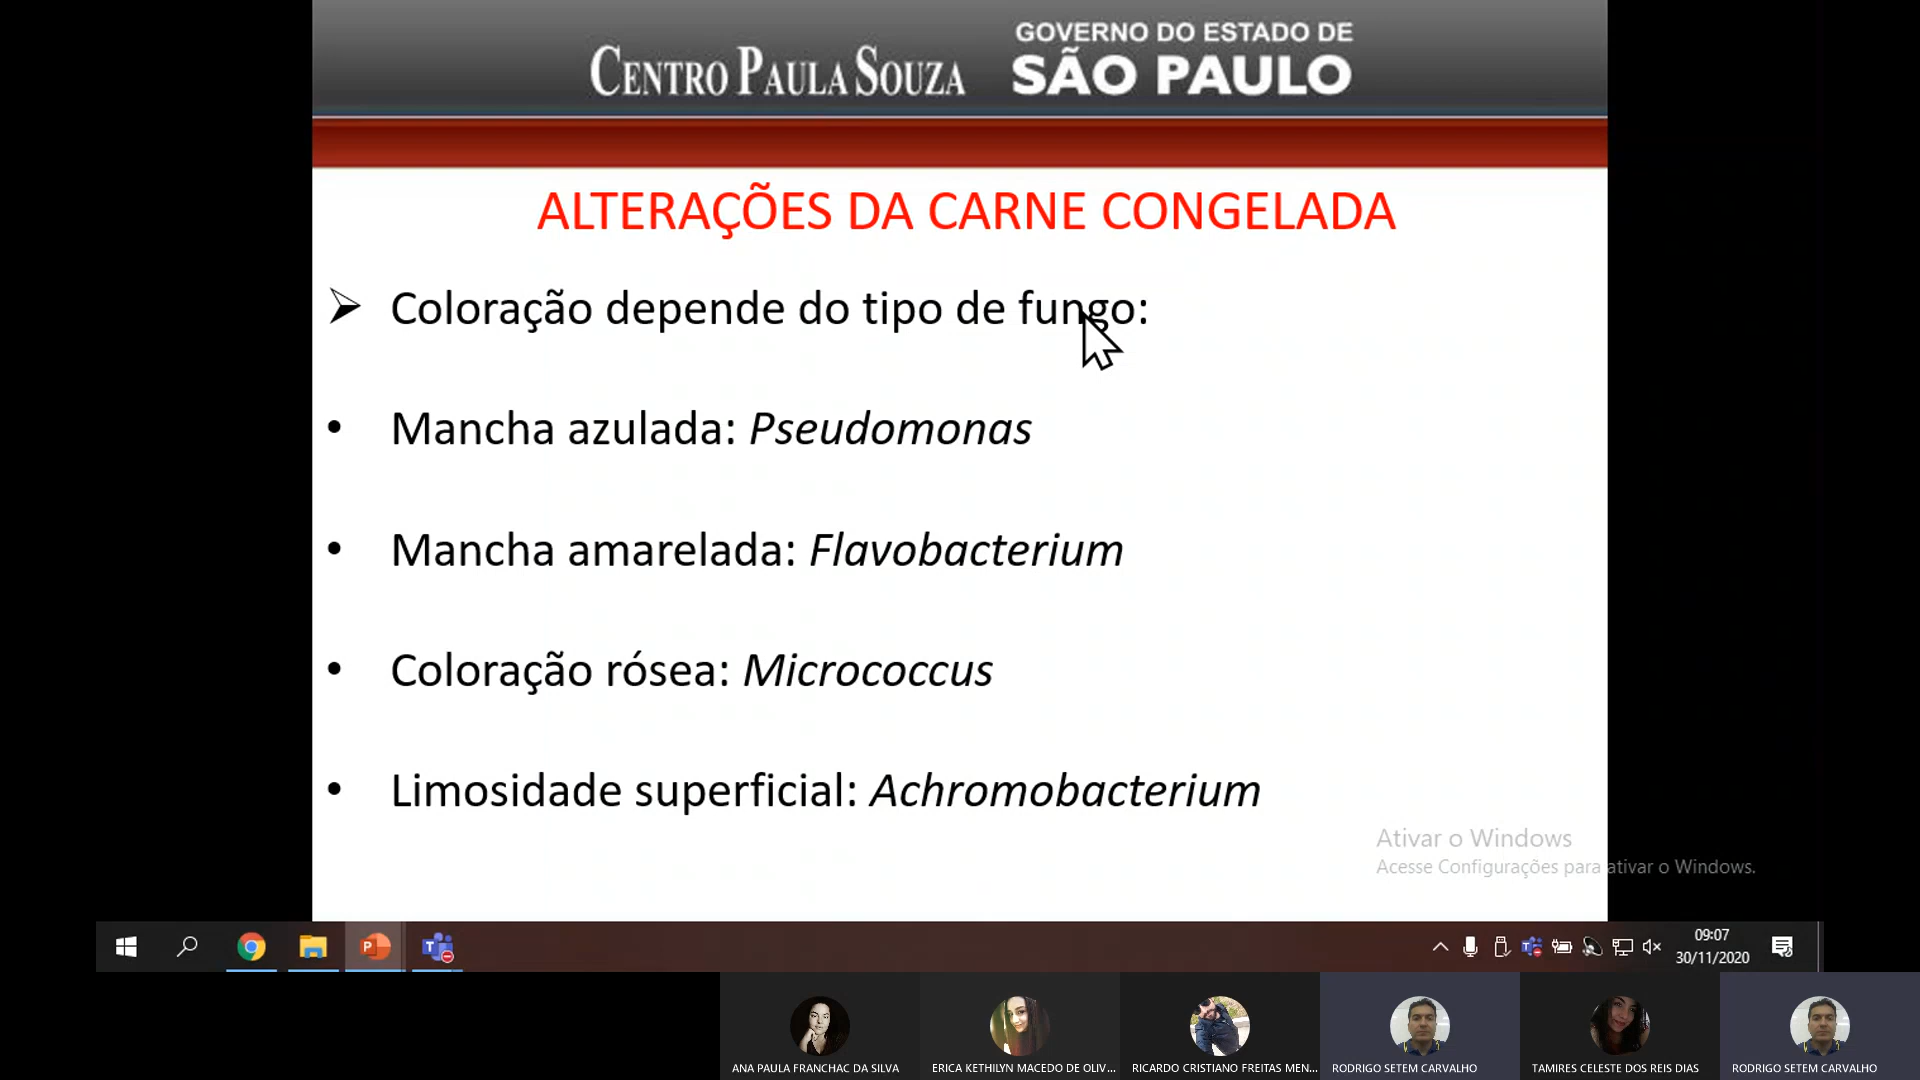 CENTRO PAULA SOUZA
GOVERNO DO ESTADO DE
SÃO PAULO
ALTERAÇÕES DA CARNE CONGELADA
➢ Coloração depende do tipo de fungo:
• Mancha azulada: Pseudomonas
• Mancha amarelada: Flavobacterium
• Coloração rósea: Micrococcus
• Limosidade superficial: Achromobacterium
Ativar o Windows
Acesse Configurações para ativar o Windows.
09:07
30/11/2020
ANA PAULA FRANCHAC DA SILVA
ERICA KETHILYN MACEDO DE OLIV...
RICARDO CRISTIANO FREITAS MEN...
RODRIGO SETEM CARVALHO
TAMIRES CELESTE DOS REIS DIAS
RODRIGO SETEM CARVALHO